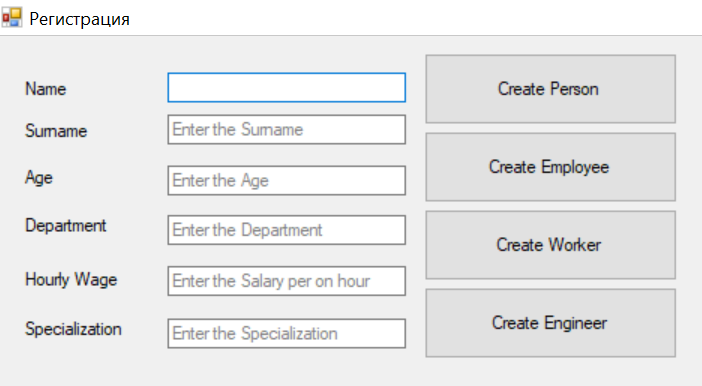 Регистрация
Name
Surname
Enter the Surname
Age
Enter the Age
Department
Enter the Department
Hourly Wage
Enter the Salary per on hour
Specialization
Enter the Specialization
Create Person
Create Employee
Create Worker
Create Engineer